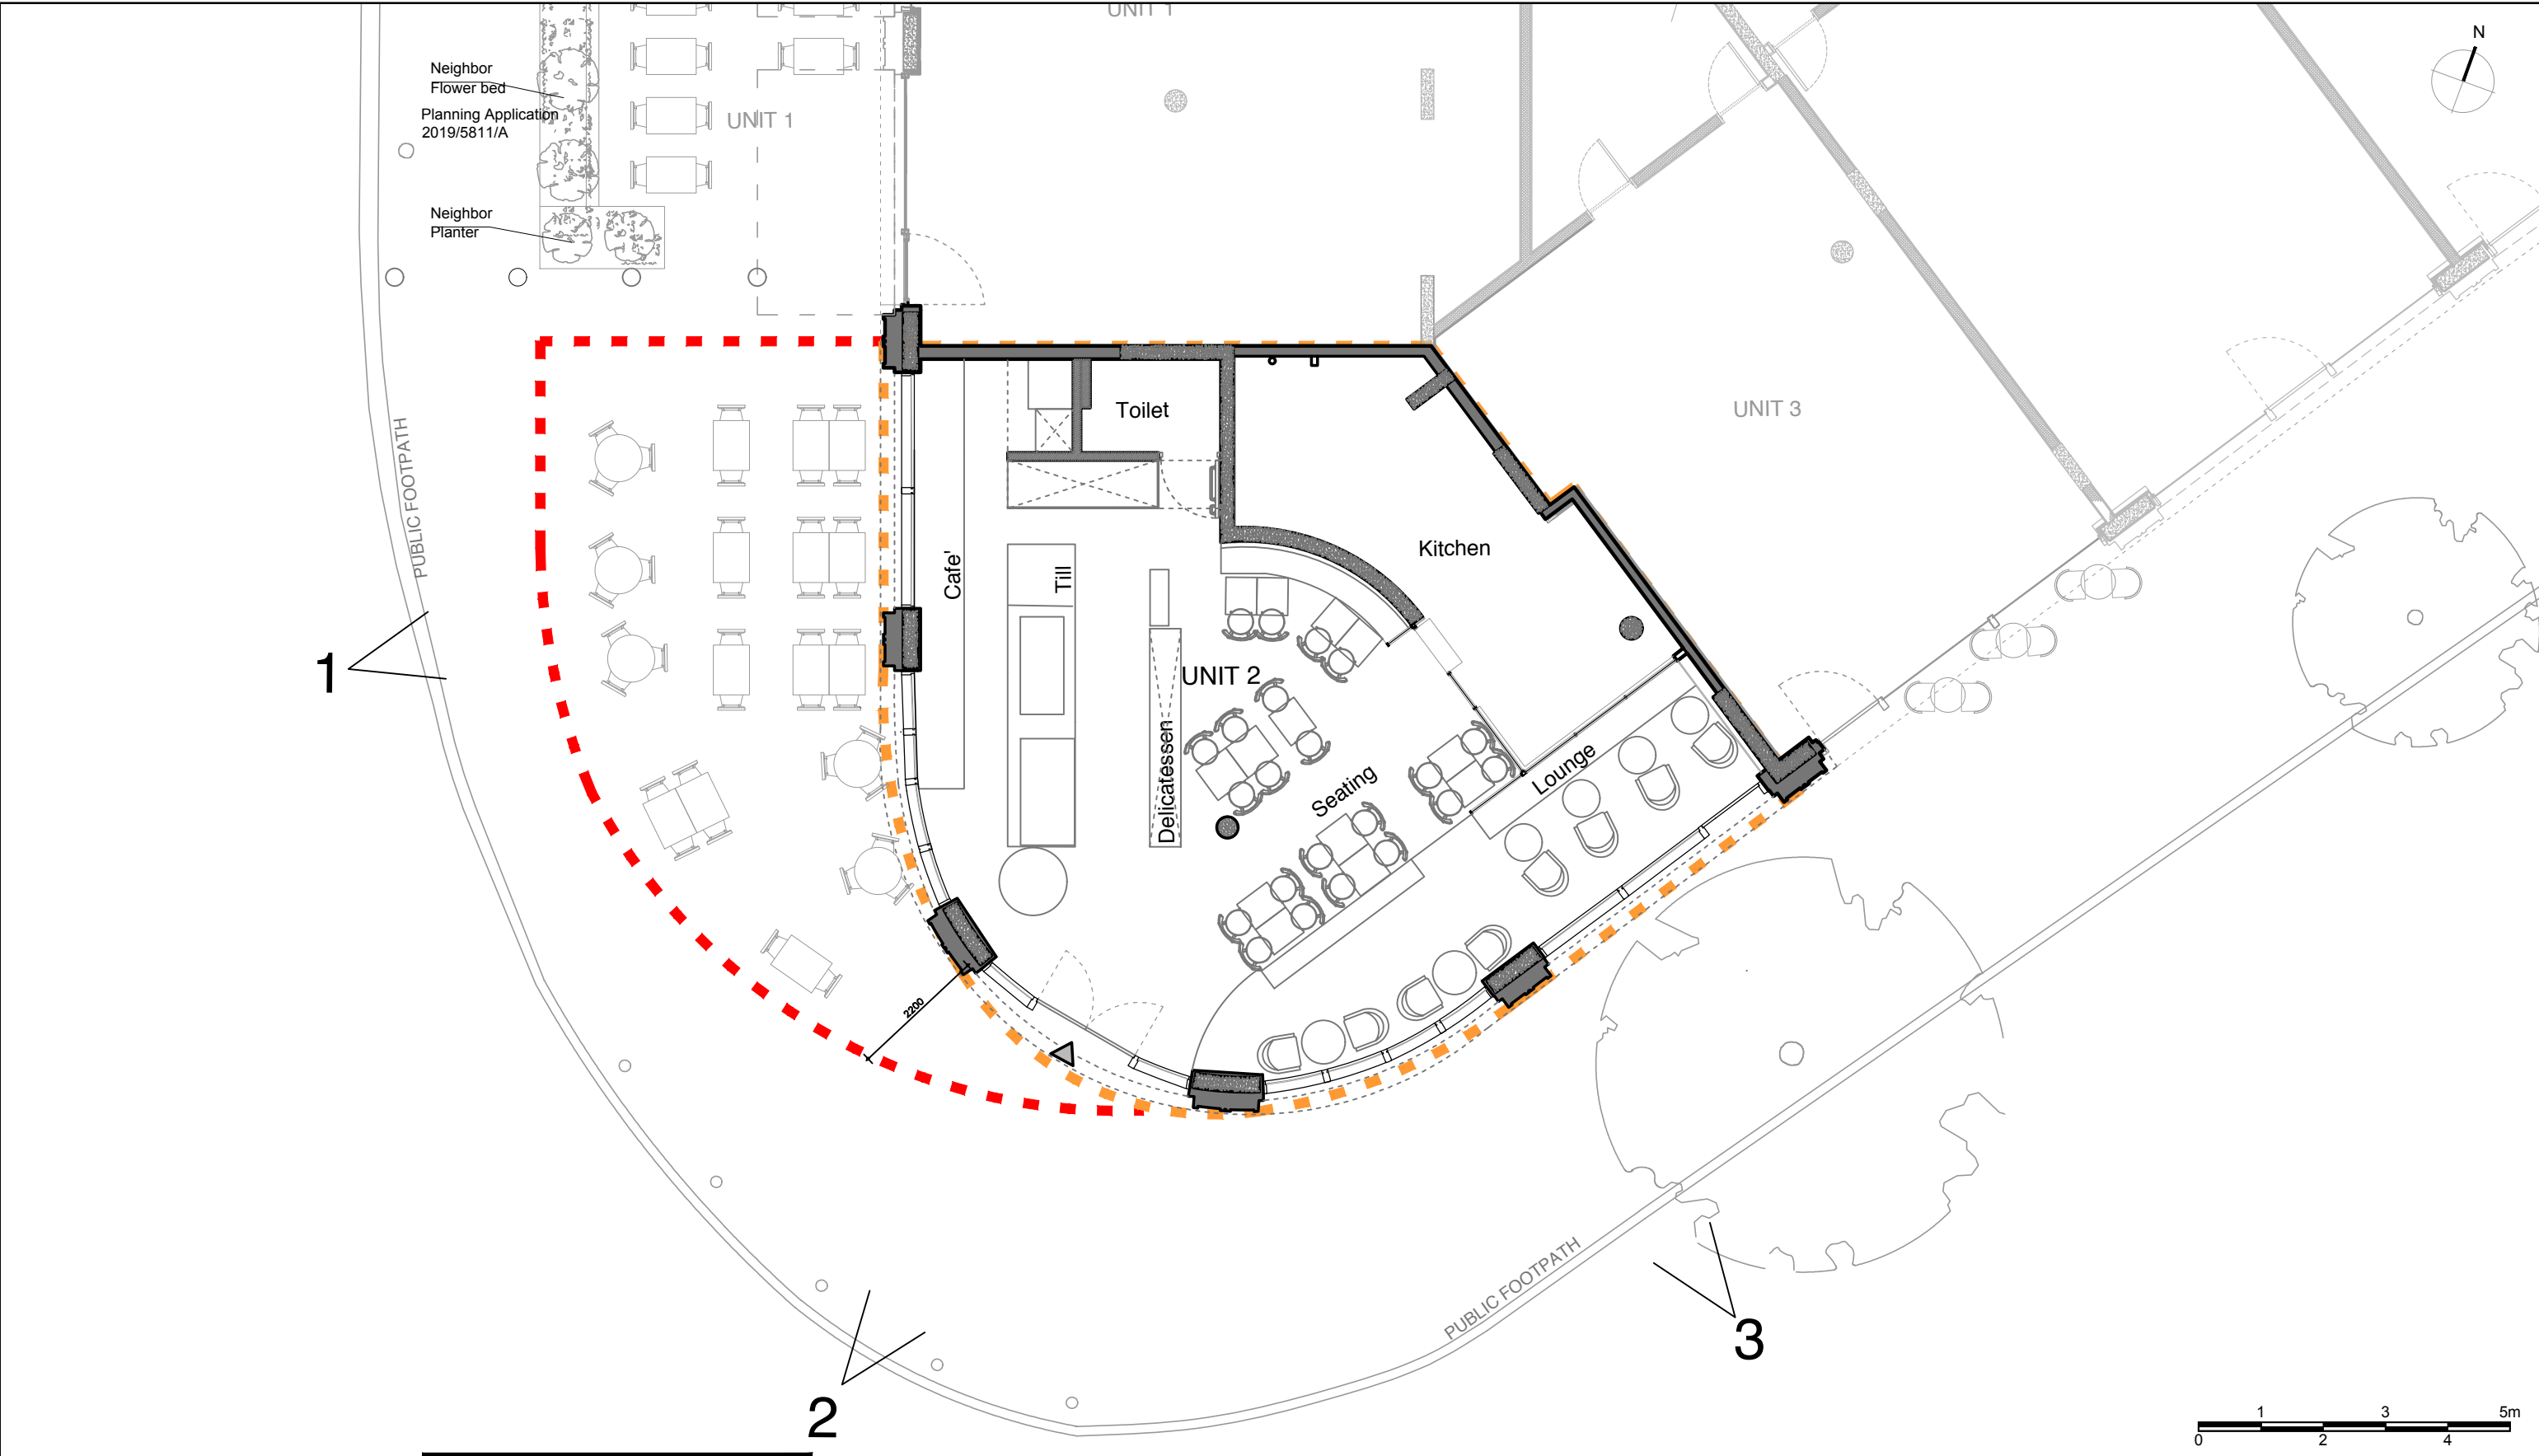 UNIT 1
N
Neighbor
Flower bed
Planning Application
2019/5811/A
UNIT 1
Neighbor
Planter
Toilet
UNIT 3
PUBLIC FOOTPATH
Kitchen
Cafe'
Till
1
UNIT 2
Delicatessen
Seating
Lounge
2200
PUBLIC FOOTPATH
3
2
1 3 5m
0 2 4